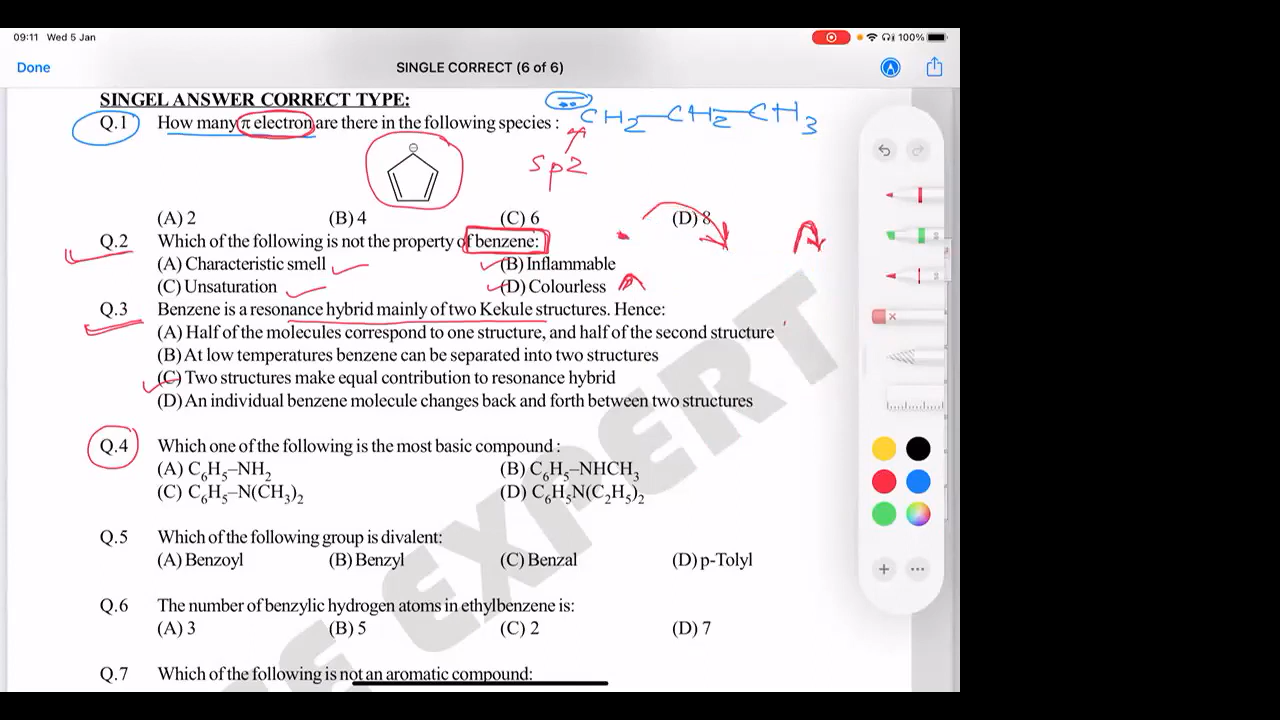 09:11 Wed 5 Jan
100%
Done
SINGLE CORRECT (6 of 6)
SINGEL ANSWER CORRECT TYPE:
CH2-CH2-CH3
Q.1 How many π electron are there in the following species :
sp2
⊖
(A) 2 (B) 4 (C) 6 (D) 8
Q.2 Which of the following is not the property of benzene:
(A) Characteristic smell (B) Inflammable
(C) Unsaturation (D) Colourless
Q.3 Benzene is a resonance hybrid mainly of two Kekule structures. Hence:
(A) Half of the molecules correspond to one structure, and half of the second structure
(B) At low temperatures benzene can be separated into two structures
(C) Two structures make equal contribution to resonance hybrid
(D) An individual benzene molecule changes back and forth between two structures
Q.4 Which one of the following is the most basic compound :
(A) C6H5–NH2 (B) C6H5–NHCH3
(C) C6H5–N(CH3)2 (D) C6H5N(C2H5)2
Q.5 Which of the following group is divalent:
(A) Benzoyl (B) Benzyl (C) Benzal (D) p-Tolyl
Q.6 The number of benzylic hydrogen atoms in ethylbenzene is:
(A) 3 (B) 5 (C) 2 (D) 7
Q.7 Which of the following is not an aromatic compound:
EXPERT